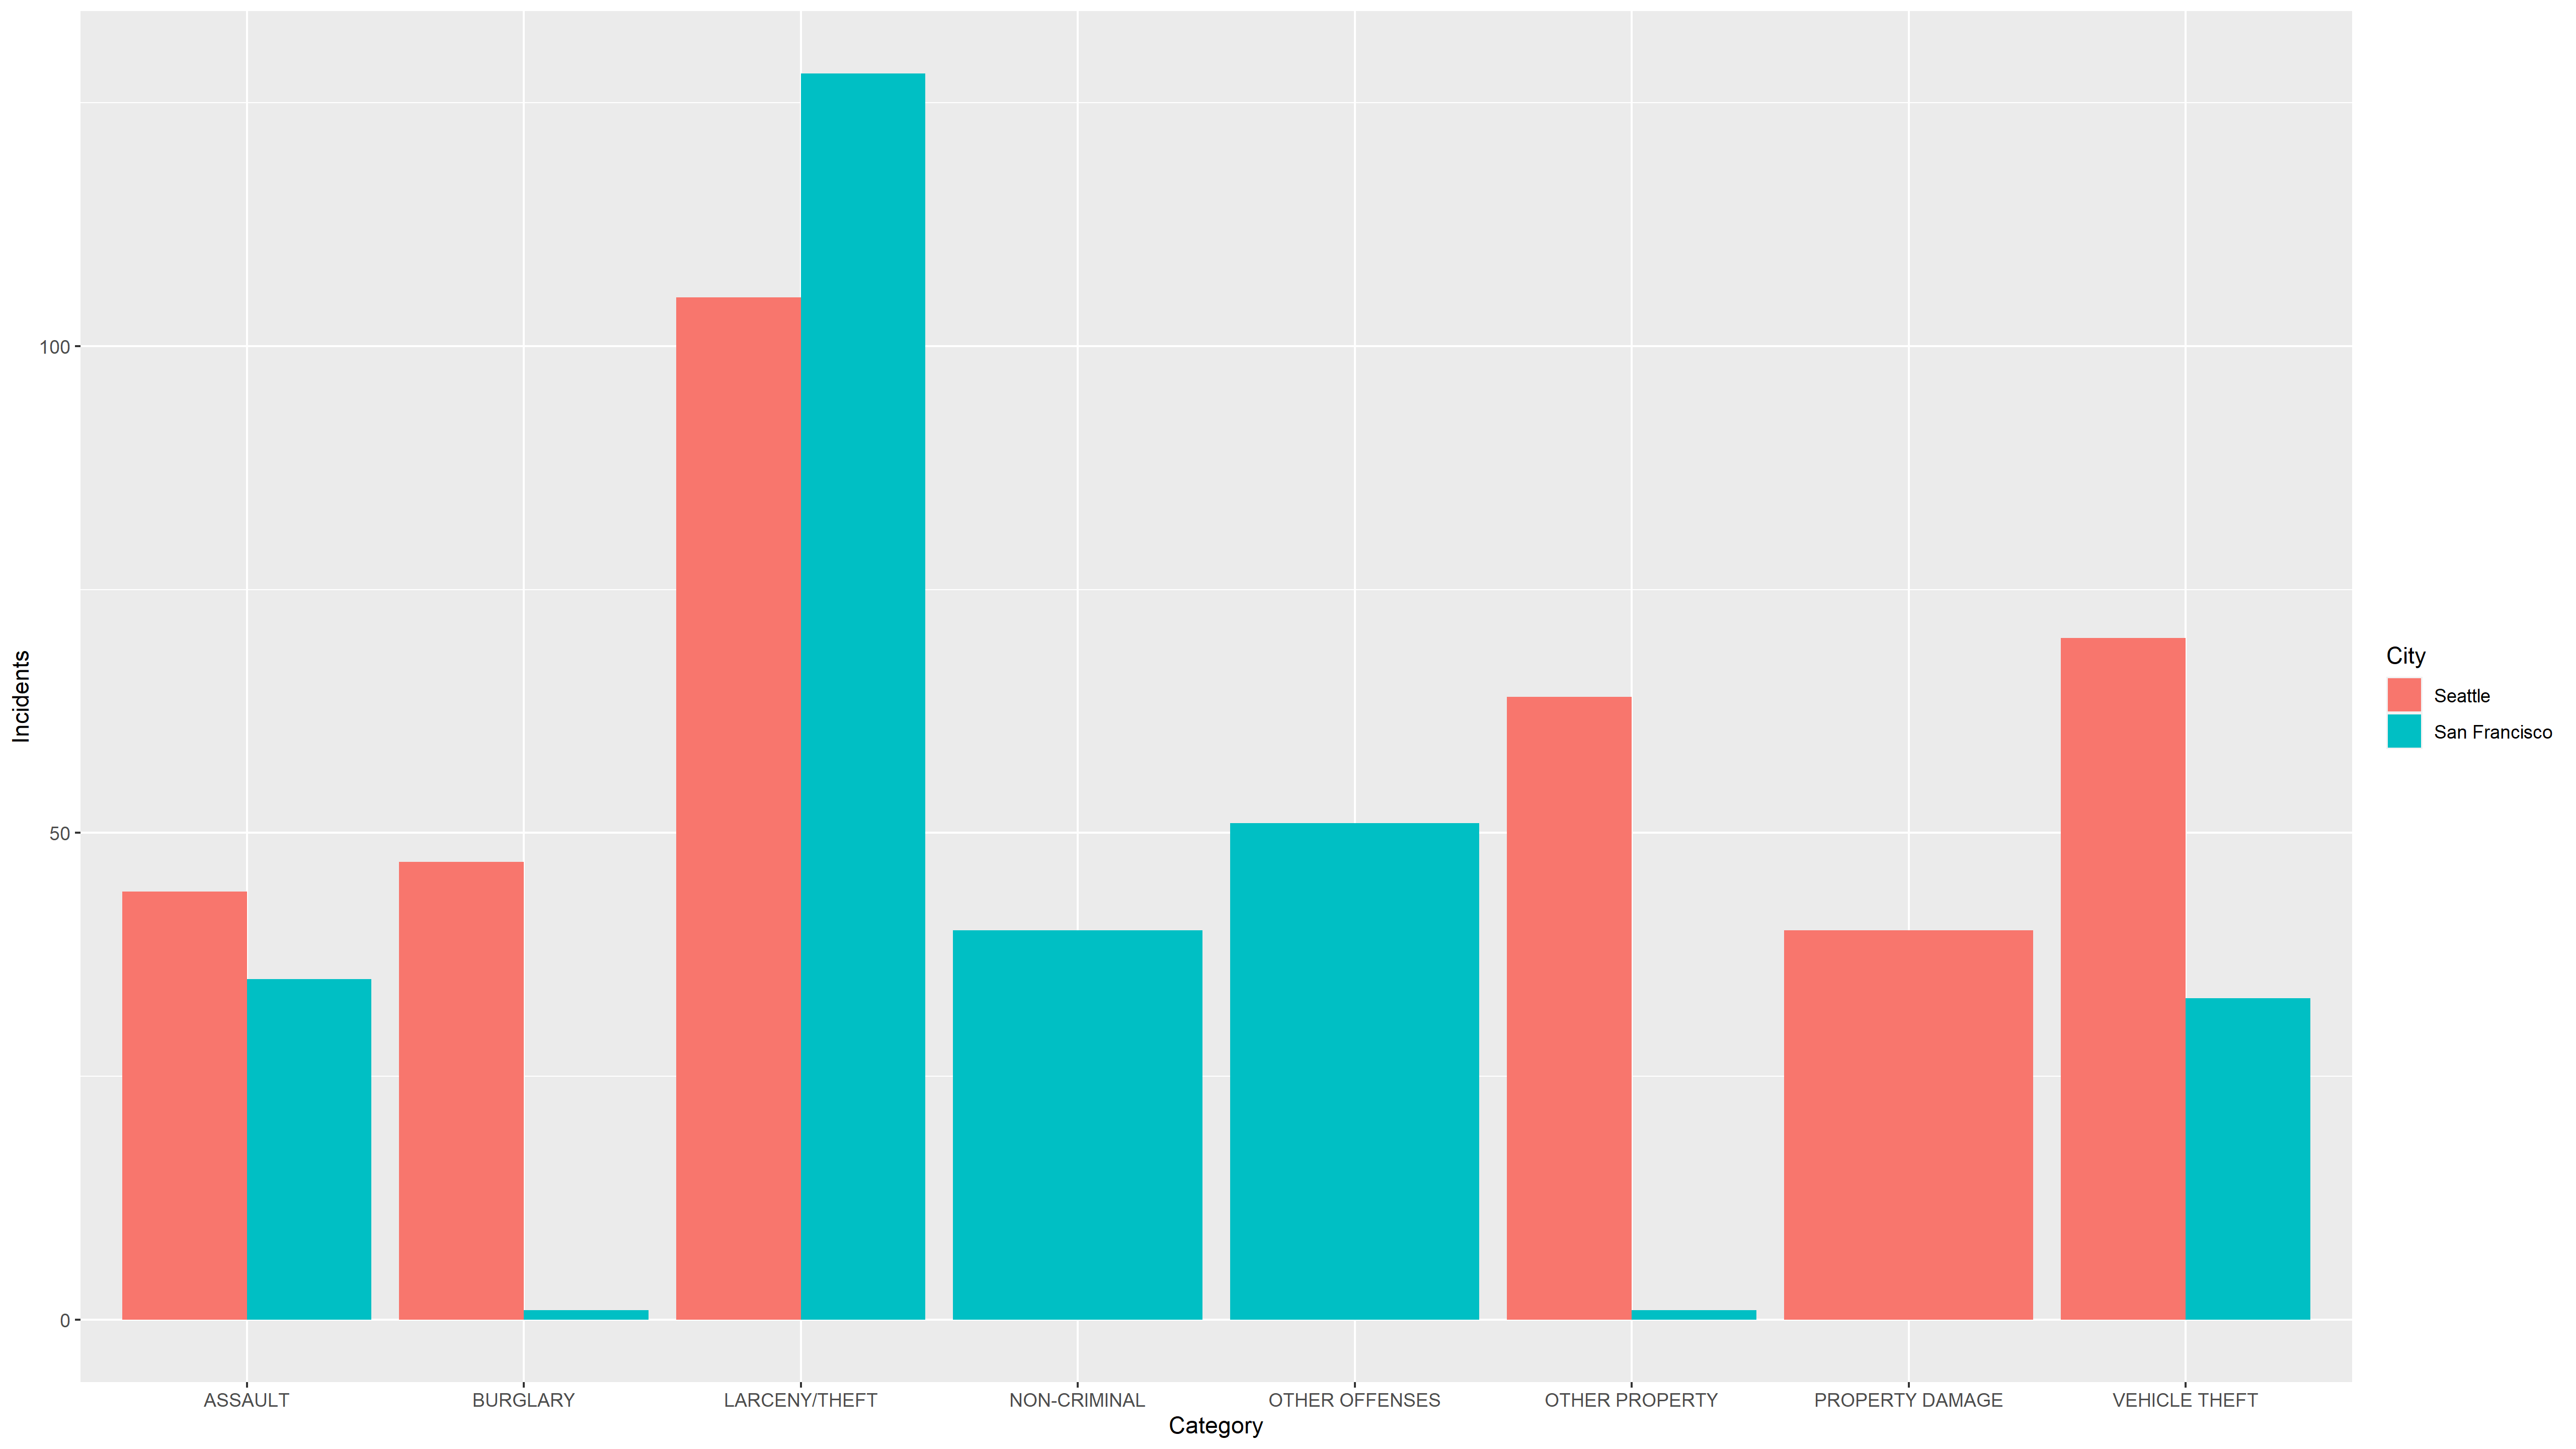 100
50
0
Incidents
ASSAULT
BURGLARY
LARCENY/THEFT
NON-CRIMINAL
OTHER OFFENSES
OTHER PROPERTY
PROPERTY DAMAGE
VEHICLE THEFT
Category
City
Seattle
San Francisco